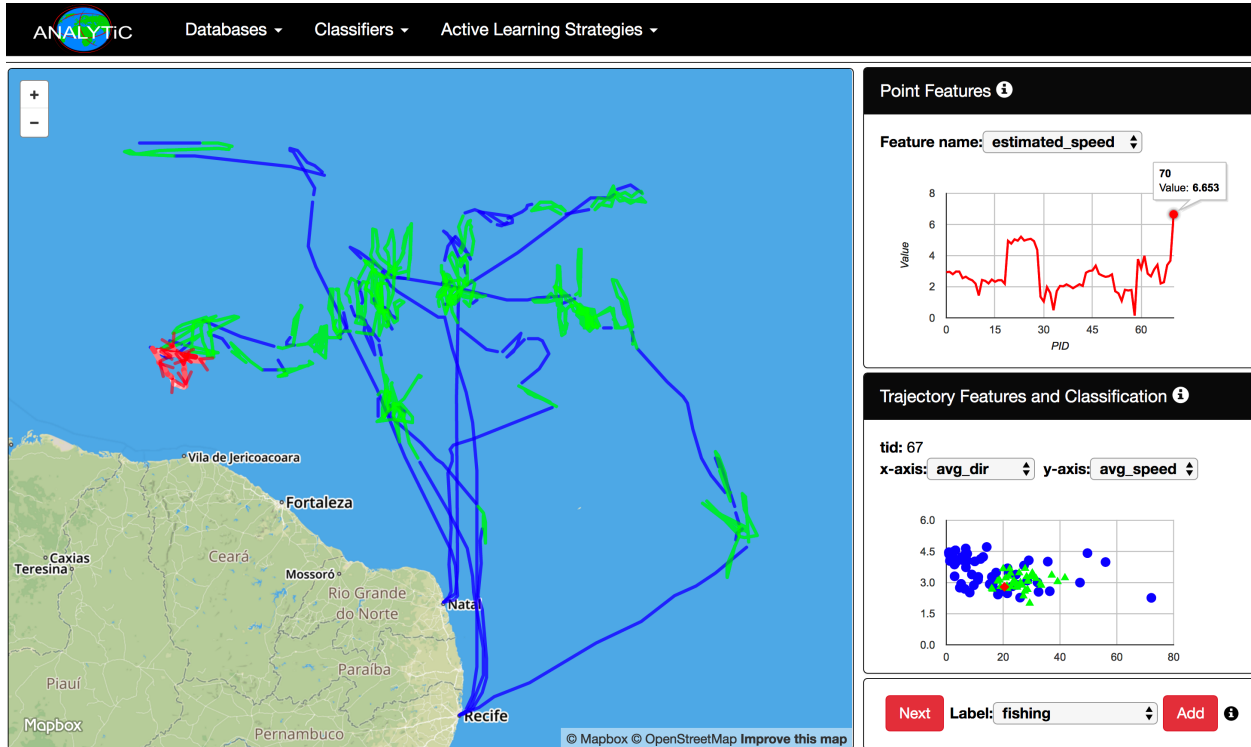 ANALYTiC
Databases
Classifiers
Active Learning Strategies
+
−
Vila de Jericoacoara
Fortaleza
Caxias
Teresina
Ceará
Mossoró
Rio Grande
do Norte
Natal
Paraíba
Piauí
Recife
Pernambuco
Mapbox
© Mapbox © OpenStreetMap Improve this map
Point Features i
Feature name: estimated_speed
70
Value: 6.653
8
6
4
2
0
Value
0 15 30 45 60
PID
Trajectory Features and Classification i
tid: 67
x-axis: avg_dir y-axis: avg_speed
6.0
4.5
3.0
1.5
0.0
0 20 40 60 80
Next Label: fishing Add i